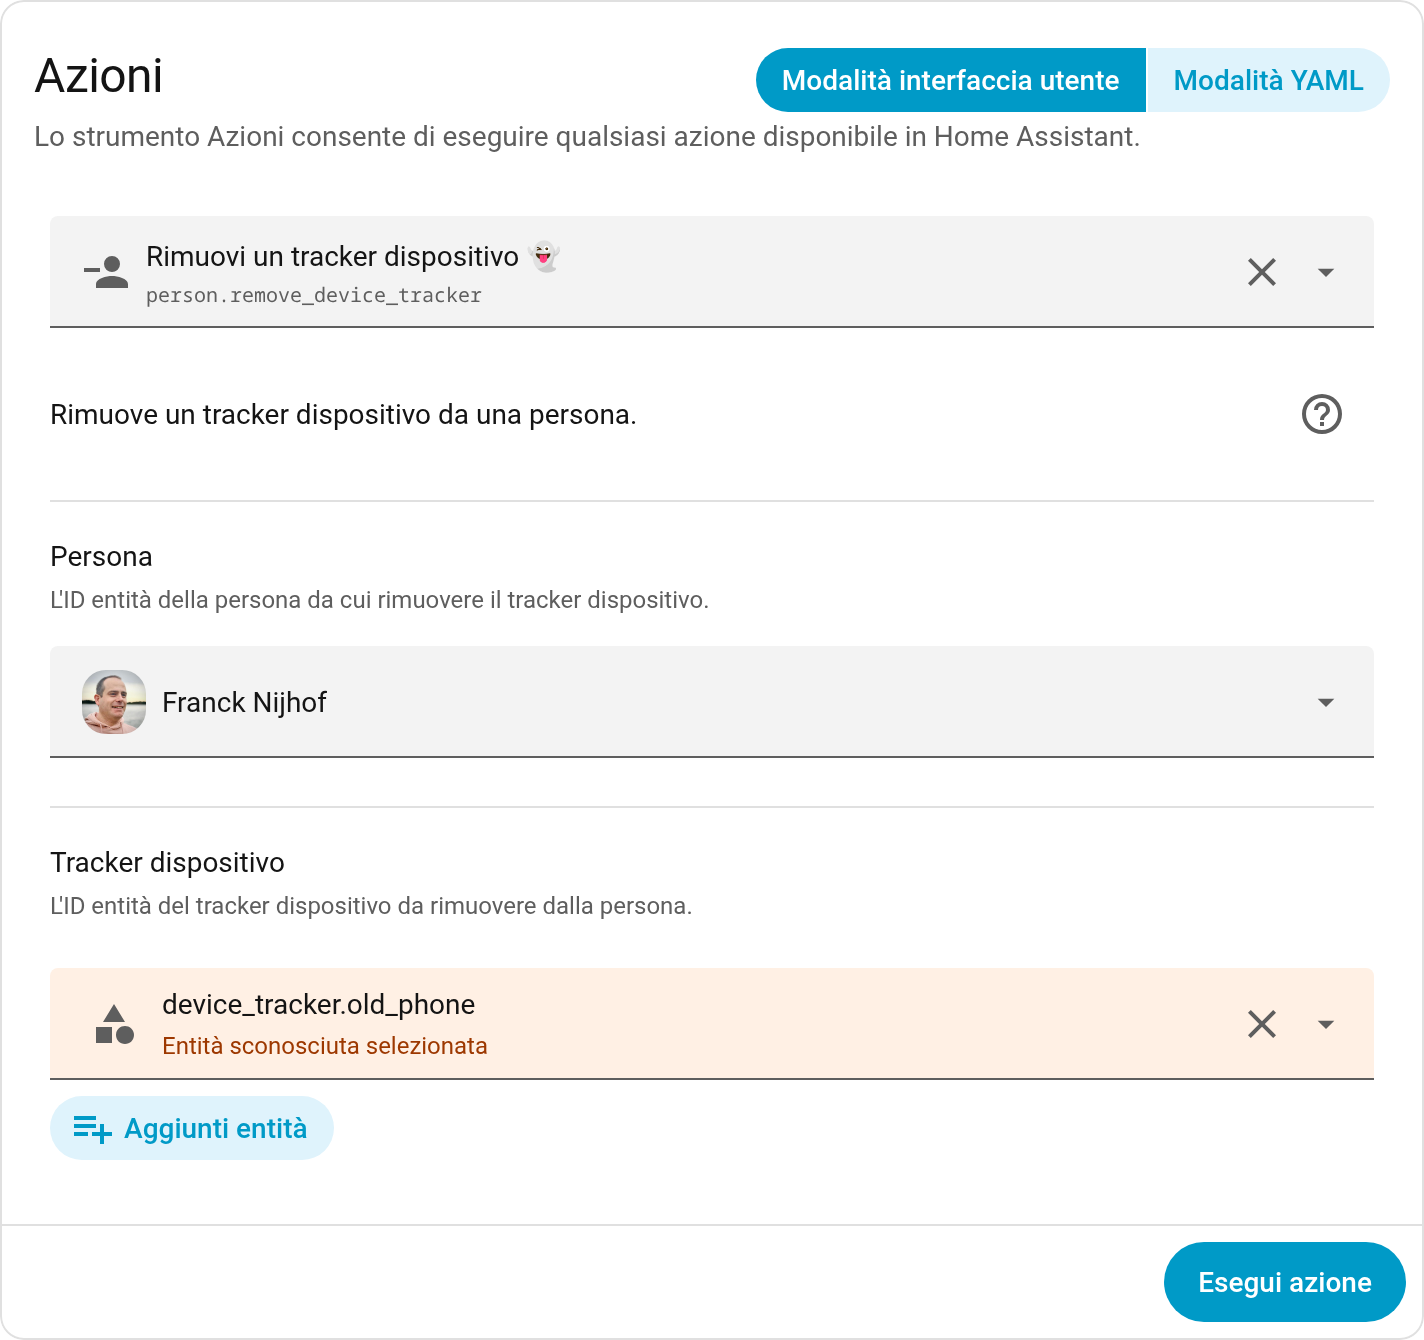 Azioni
Modalità interfaccia utente
Modalità YAML
Lo strumento Azioni consente di eseguire qualsiasi azione disponibile in Home Assistant.
Rimuovi un tracker dispositivo 👻
person.remove_device_tracker
Rimuove un tracker dispositivo da una persona.
Persona
L'ID entità della persona da cui rimuovere il tracker dispositivo.
Franck Nijhof
Tracker dispositivo
L'ID entità del tracker dispositivo da rimuovere dalla persona.
device_tracker.old_phone
Entità sconosciuta selezionata
Aggiunti entità
Esegui azione